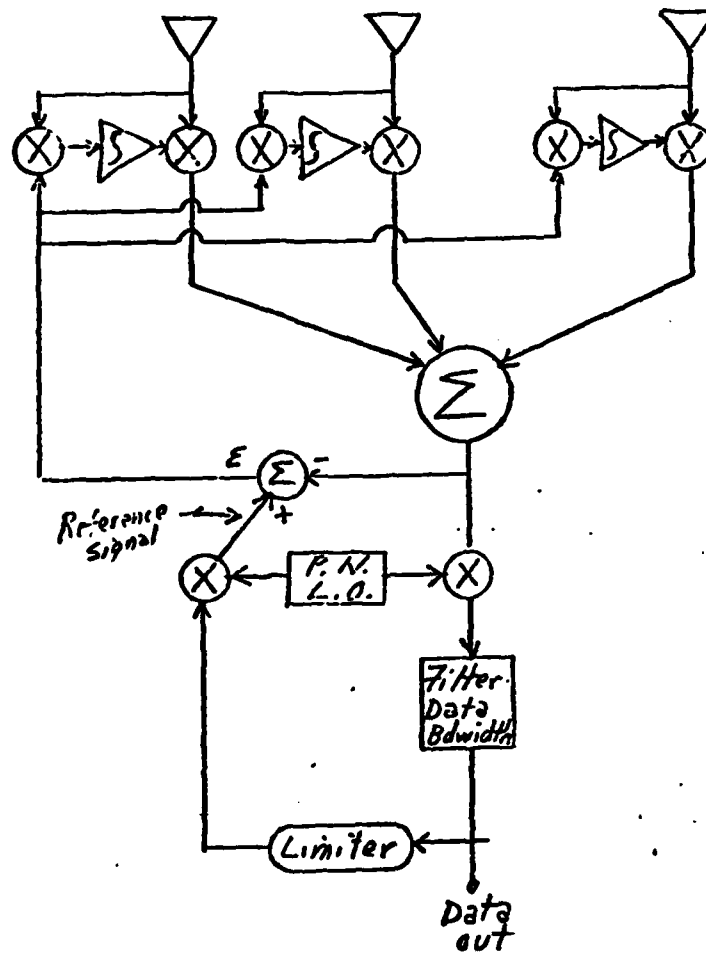 X
∫
X
X
∫
X
X
∫
X
Σ
ε
Σ
-
+
Reference
Signal
X
P. N.
L.O.
X
Filter
Data
Bdwidth
Limiter
Data
out